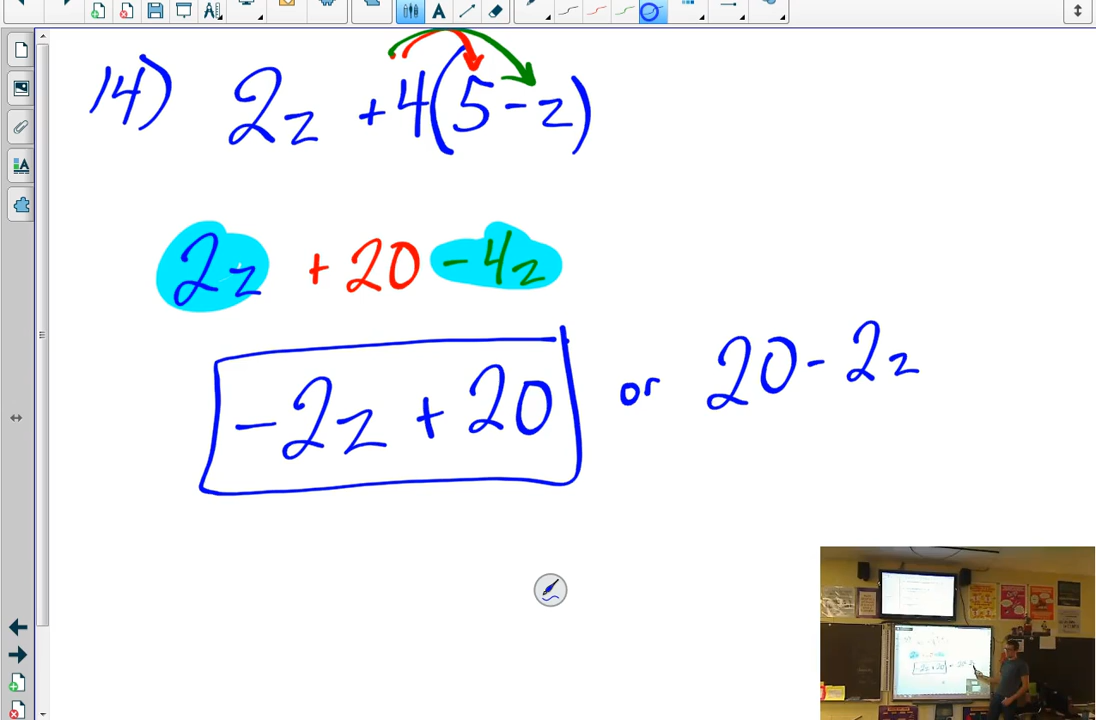 14) 2z +4(5-z)
2z +20 -4z
-2z + 20 or 20 - 2z